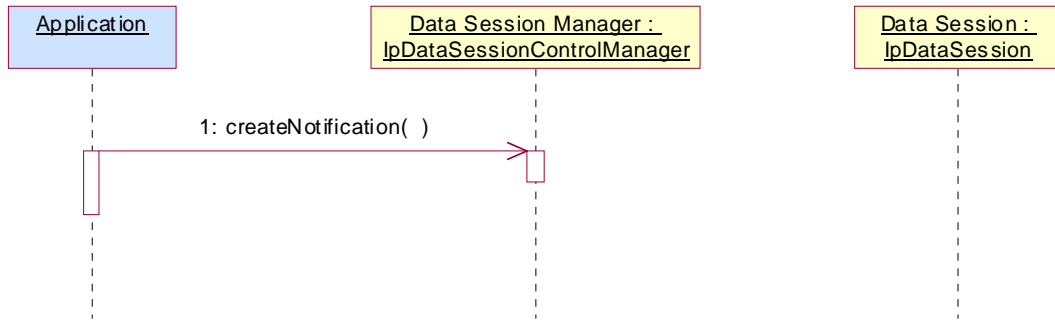 Application
Data Session Manager :
IpDataSessionControlManager
Data Session :
IpDataSession
1: createNotification( )